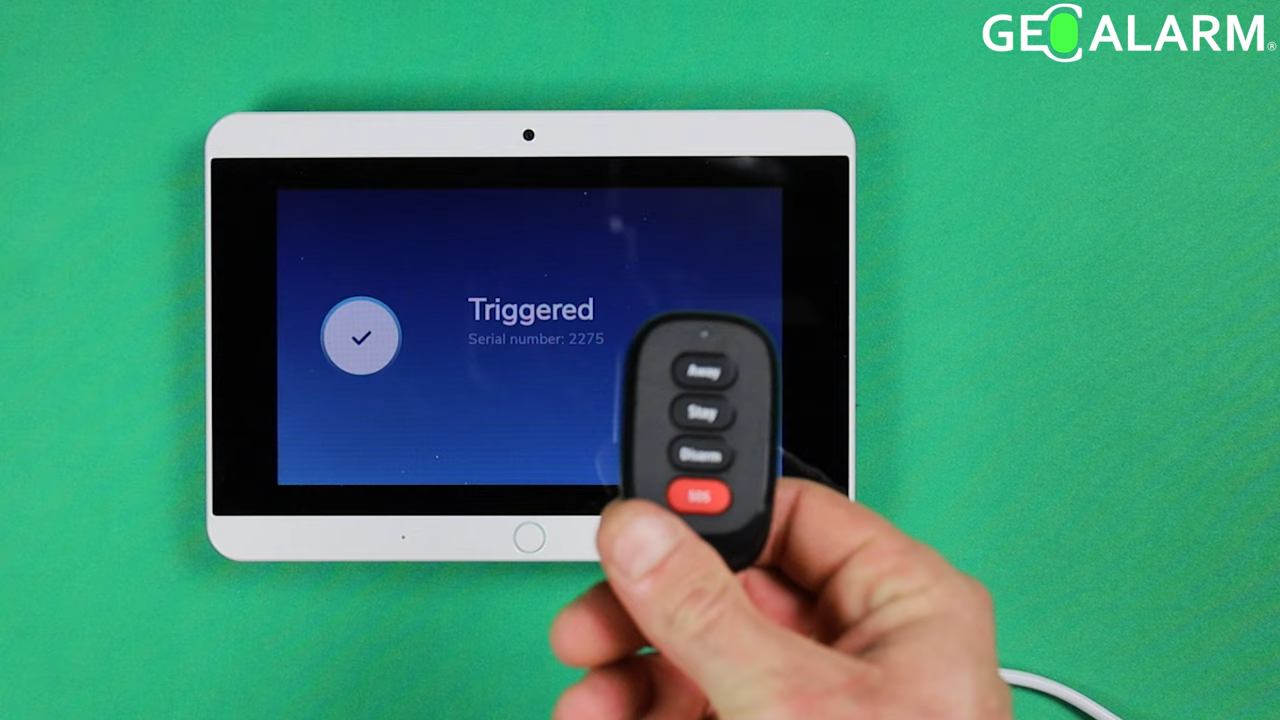 GEOALARM®
Triggered
Serial number: 2275
Away
Stay
Disarm
SOS